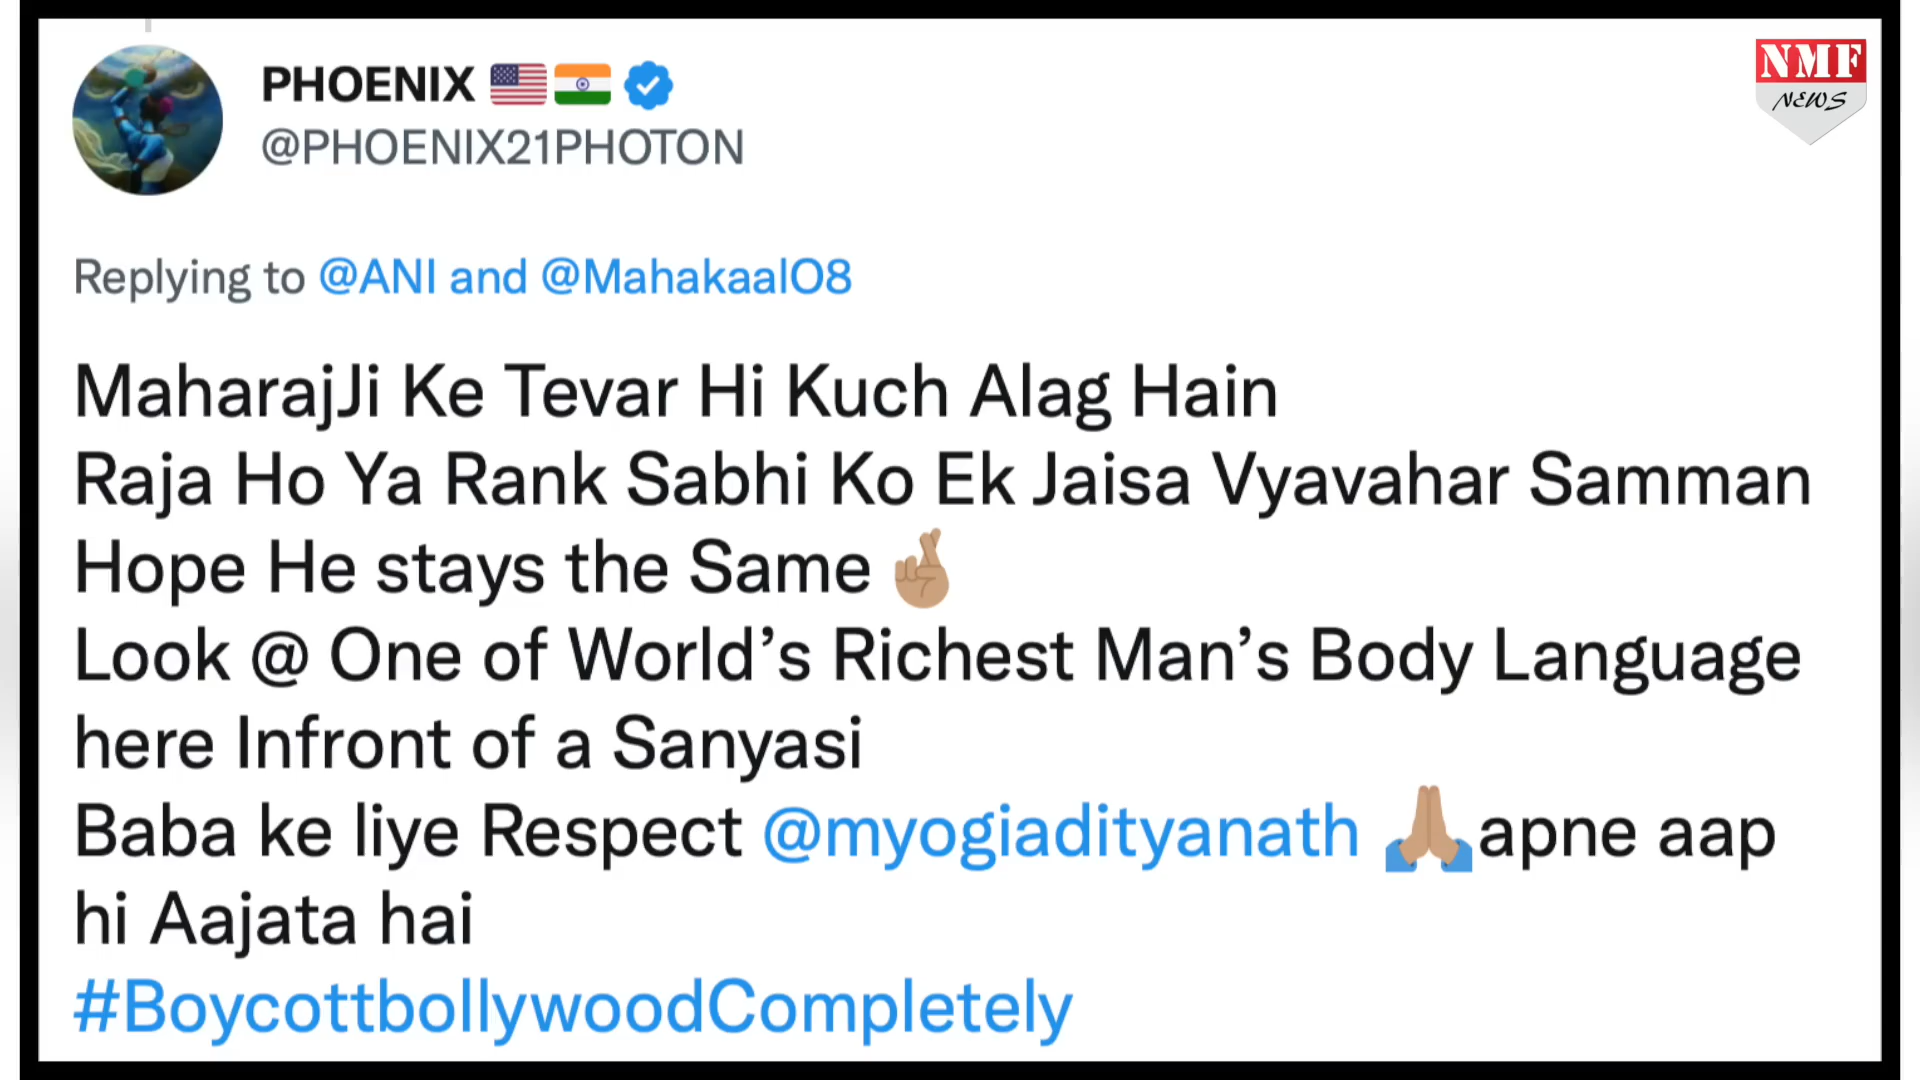 PHOENIX 🇺🇸🇮🇳
@PHOENIX21PHOTON
NMF
NEWS
Replying to @ANI and @MahakaalO8
MaharajJi Ke Tevar Hi Kuch Alag Hain
Raja Ho Ya Rank Sabhi Ko Ek Jaisa Vyavahar Samman
Hope He stays the Same🤞🏽
Look @ One of World’s Richest Man’s Body Language
here Infront of a Sanyasi
Baba ke liye Respect @myogiadityanath 🙏🏽apne aap
hi Aajata hai
#BoycottbollywoodCompletely